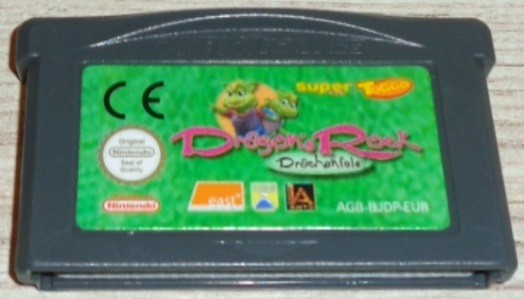 CE
super
TOGGO
Dragon's Rock
Drachenfels
Original
Nintendo
Seal of
Quality
Nintendo
east
AGB-BJDP-EUR